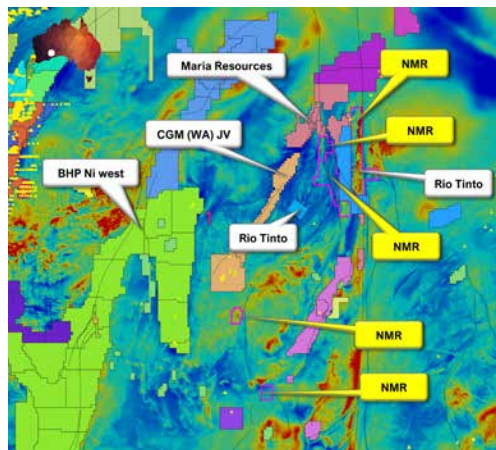 Maria Resources
NMR
CGM (WA) JV
NMR
BHP Ni west
Rio Tinto
Rio Tinto
NMR
NMR
NMR